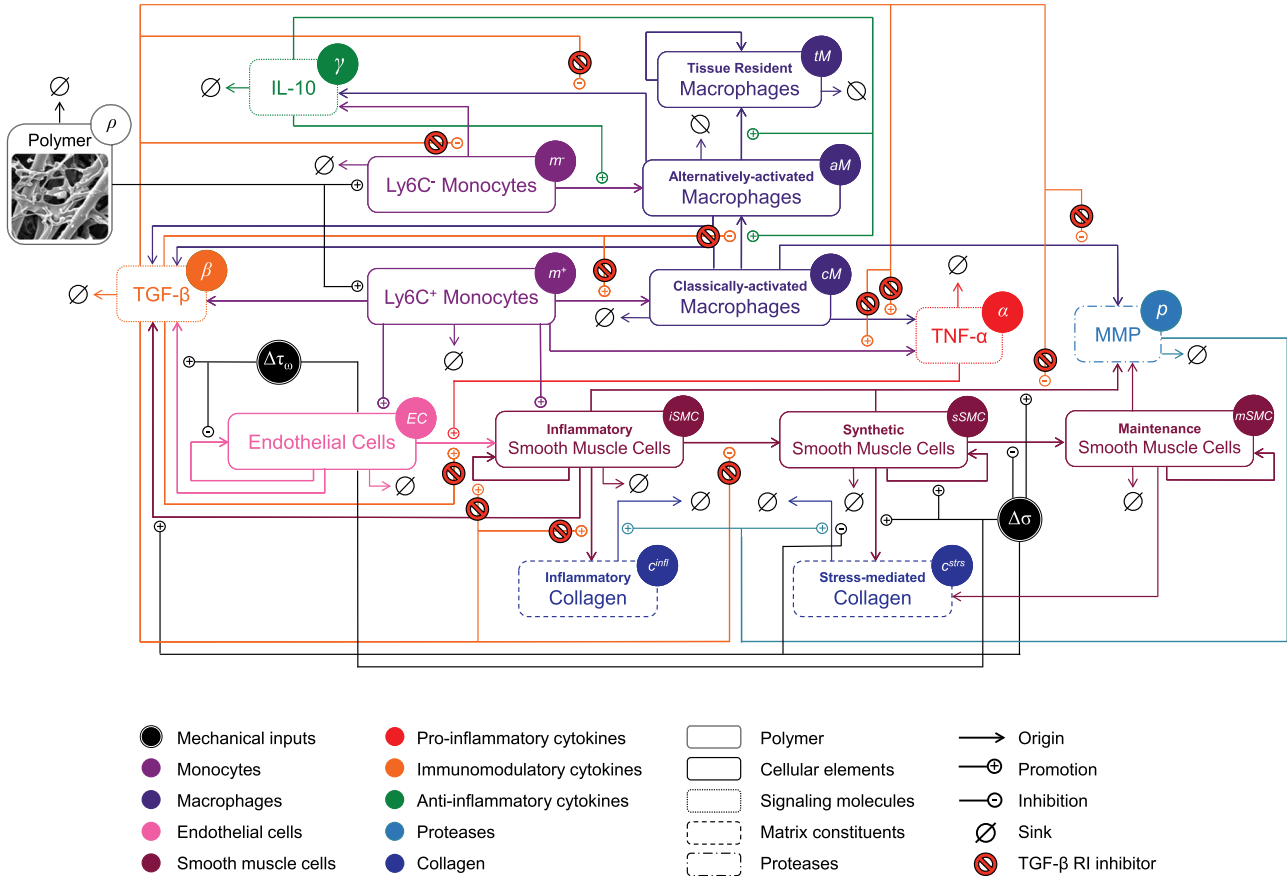 γ
IL-10
tM
Tissue Resident
Macrophages
ρ
Polymer
m-
Ly6C- Monocytes
aM
Alternatively-activated
Macrophages
β
TGF-β
m+
Ly6C+ Monocytes
cM
Classically-activated
Macrophages
α
TNF-α
p
MMP
Δτω
EC
Endothelial Cells
iSMC
Inflammatory
Smooth Muscle Cells
sSMC
Synthetic
Smooth Muscle Cells
mSMC
Maintenance
Smooth Muscle Cells
Δσ
cinfl
Inflammatory
Collagen
cstrs
Stress-mediated
Collagen
Mechanical inputs
Monocytes
Macrophages
Endothelial cells
Smooth muscle cells
Pro-inflammatory cytokines
Immunomodulatory cytokines
Anti-inflammatory cytokines
Proteases
Collagen
Polymer
Cellular elements
Signaling molecules
Matrix constituents
Proteases
Origin
Promotion
Inhibition
Sink
TGF-β RI inhibitor